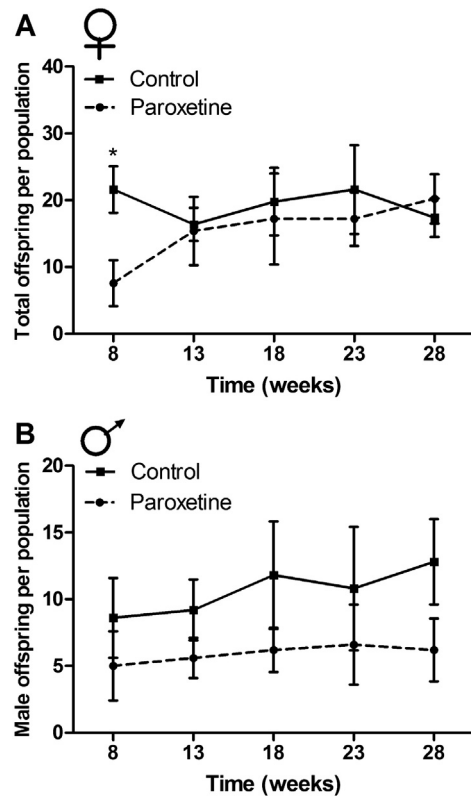 A
Control
Paroxetine
Total offspring per population
40
30
20
10
0
*
8 13 18 23 28
Time (weeks)
B
Control
Paroxetine
Male offspring per population
20
15
10
5
0
8 13 18 23 28
Time (weeks)